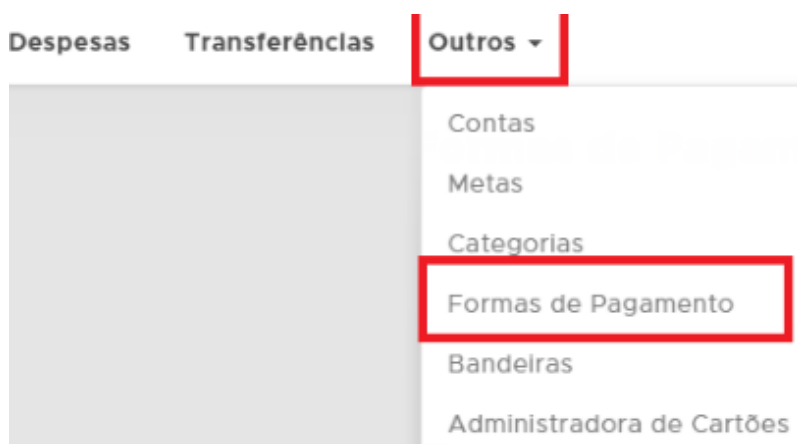 Despesas Transferências Outros
Contas
Metas
Categorias
Formas de Pagamento
Bandeiras
Administradora de Cartões